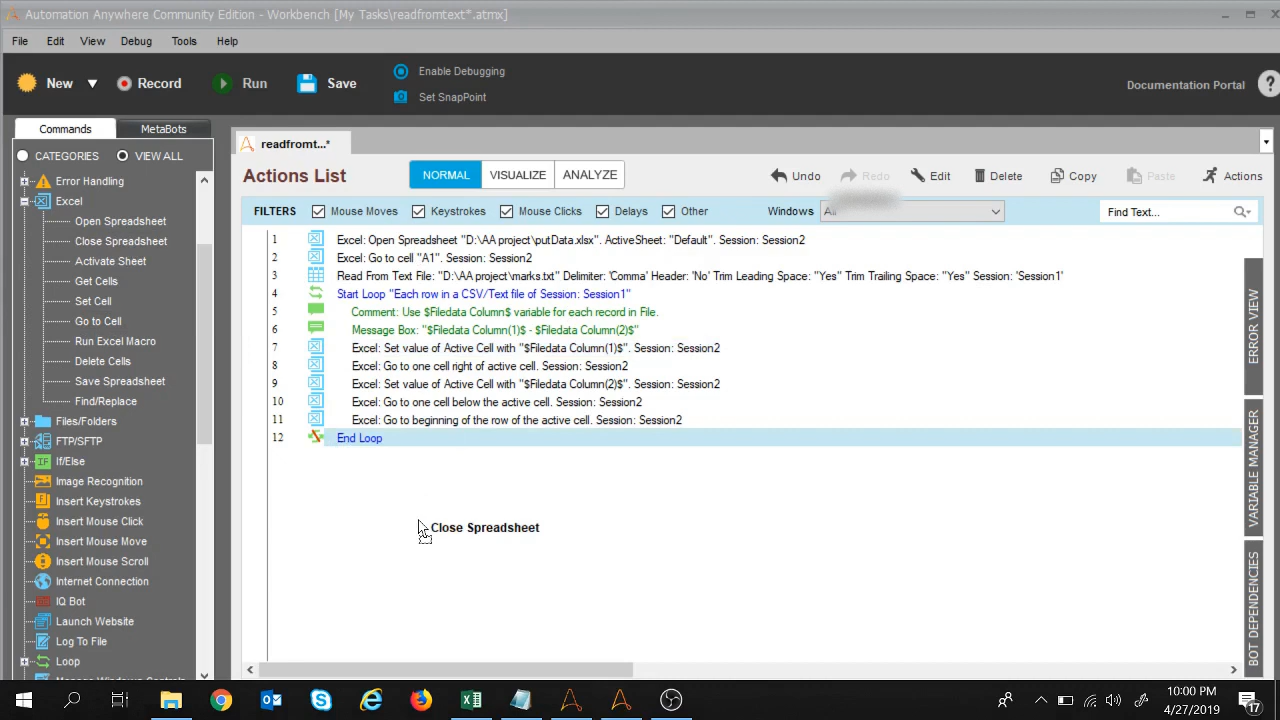 Automation Anywhere Community Edition - Workbench [My Tasks\readfromtext*.atmx]
File Edit View Debug Tools Help
New Record Run Save
Enable Debugging
Set SnapPoint
Documentation Portal ?
Commands MetaBots
CATEGORIES VIEW ALL
Error Handling
Excel
Open Spreadsheet
Close Spreadsheet
Activate Sheet
Get Cells
Set Cell
Go to Cell
Run Excel Macro
Delete Cells
Save Spreadsheet
Find/Replace
Files/Folders
FTP/SFTP
IF If/Else
Image Recognition
Insert Keystrokes
Insert Mouse Click
Insert Mouse Move
Insert Mouse Scroll
Internet Connection
IQ Bot
Launch Website
Log To File
Loop
Manage Windows Controls
readfromt...*
Actions List NORMAL VISUALIZE ANALYZE Undo Redo Edit Delete Copy Paste Actions
FILTERS Mouse Moves Keystrokes Mouse Clicks Delays Other Windows All Find Text...
1 Excel: Open Spreadsheet "D:\AA project\putData.xlsx". ActiveSheet: "Default". Session: Session2
2 Excel: Go to cell "A1". Session: Session2
3 Read From Text File: "D:\AA project\marks.txt" Delimiter: 'Comma' Header: 'No' Trim Leading Space: "Yes" Trim Trailing Space: "Yes" Session: 'Session1'
4 Start Loop "Each row in a CSV/Text file of Session: Session1"
5 Comment: Use $Filedata Column$ variable for each record in File.
6 Message Box: "$Filedata Column(1)$ - $Filedata Column(2)$"
7 Excel: Set value of Active Cell with "$Filedata Column(1)$". Session: Session2
8 Excel: Go to one cell right of active cell. Session: Session2
9 Excel: Set value of Active Cell with "$Filedata Column(2)$". Session: Session2
10 Excel: Go to one cell below the active cell. Session: Session2
11 Excel: Go to beginning of the row of the active cell. Session: Session2
12 End Loop
Close Spreadsheet
ERROR VIEW
VARIABLE MANAGER
BOT DEPENDENCIES
10:00 PM
4/27/2019
17